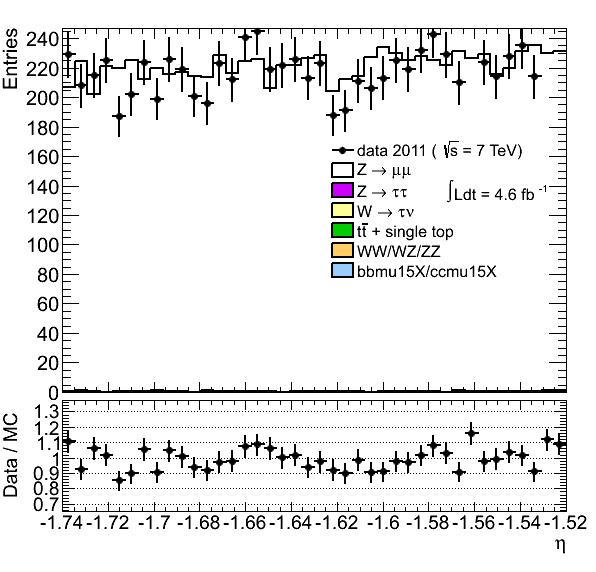 Entries
240
220
200
180
160
140
120
100
80
60
40
20
0
data 2011 ( √s = 7 TeV)
Z → μμ
Z → ττ
∫Ldt = 4.6 fb⁻¹
W → τν
tt̄ + single top
WW/WZ/ZZ
bbmu15X/ccmu15X
Data / MC
1.3
1.2
1.1
1
0.9
0.8
0.7
-1.74 -1.72 -1.7 -1.68 -1.66 -1.64 -1.62 -1.6 -1.58 -1.56 -1.54 -1.52
η